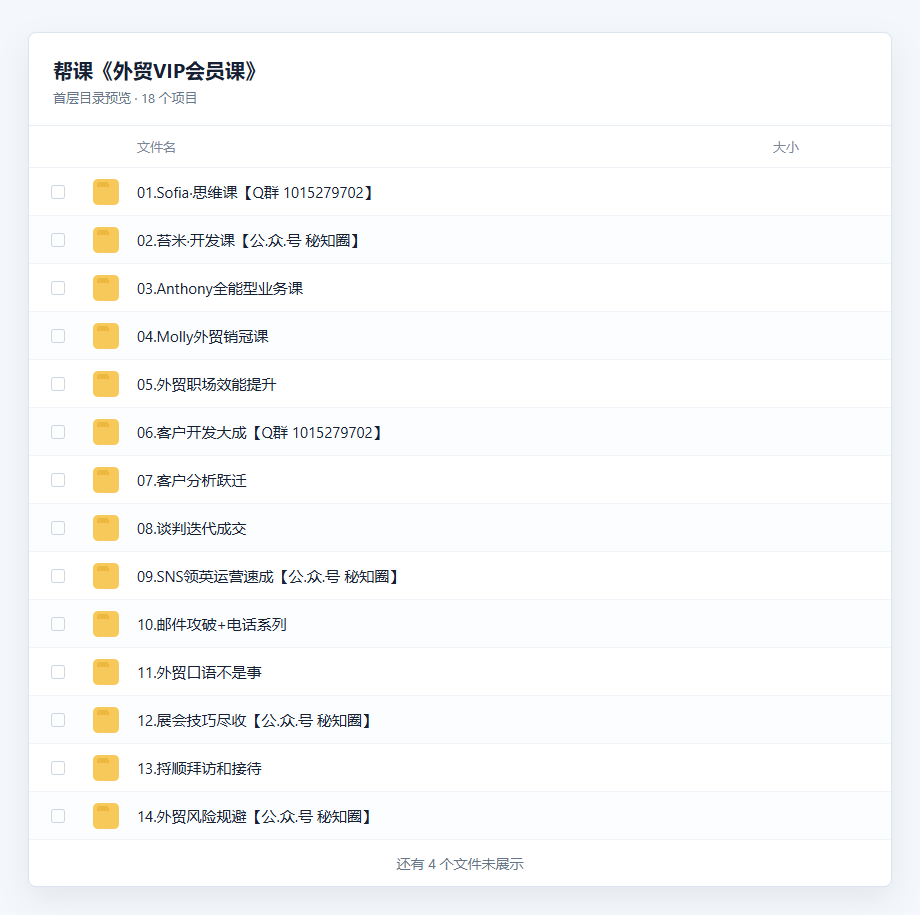 帮课《外贸VIP会员课》
首层目录预览 · 18 个项目
文件名 大小
01.Sofia·思维课【Q群 1015279702】
02.苔米·开发课【公.众.号 秘知圈】
03.Anthony全能型业务课
04.Molly外贸销冠课
05.外贸职场效能提升
06.客户开发大成【Q群 1015279702】
07.客户分析跃迁
08.谈判迭代成交
09.SNS领英运营速成【公.众.号 秘知圈】
10.邮件攻破+电话系列
11.外贸口语不是事
12.展会技巧尽收【公.众.号 秘知圈】
13.捋顺拜访和接待
14.外贸风险规避【公.众.号 秘知圈】
还有 4 个文件未展示